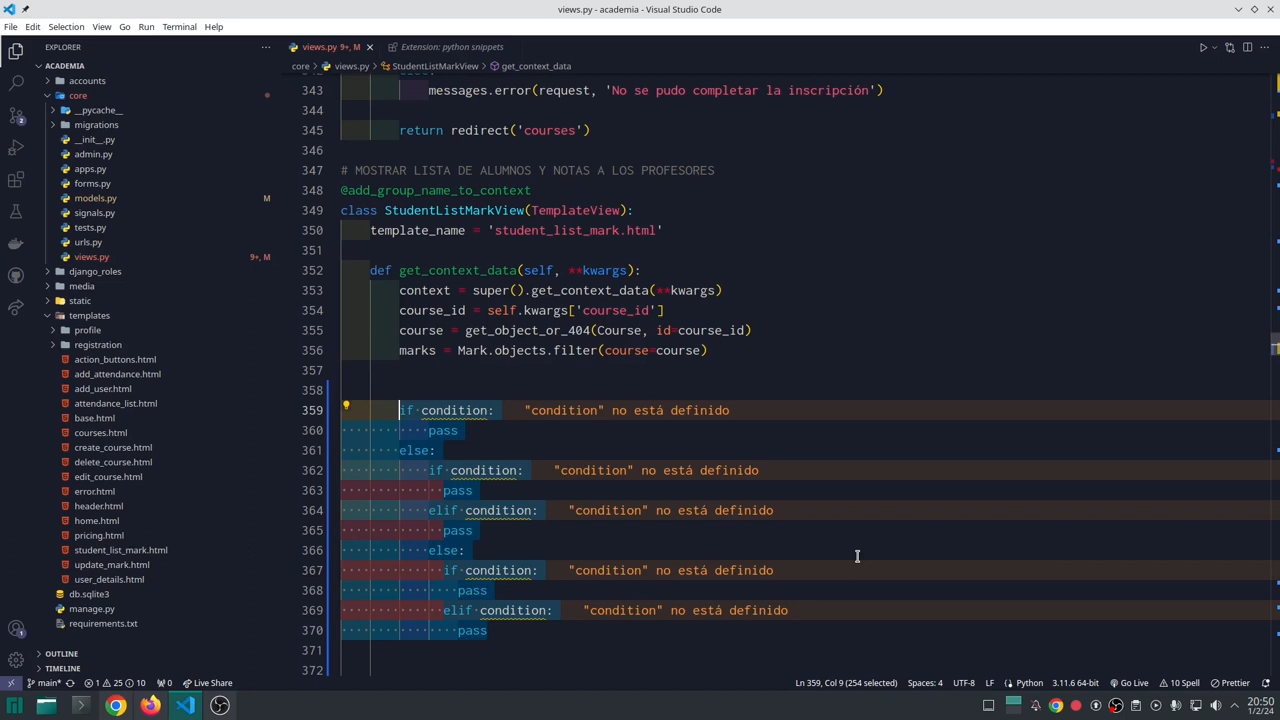 views.py - academia - Visual Studio Code
File Edit Selection View Go Run Terminal Help
EXPLORER
ACADEMIA
accounts
core
__pycache__
migrations
__init__.py
admin.py
apps.py
forms.py
models.py M
signals.py
tests.py
urls.py
views.py 9+, M
django_roles
media
static
templates
profile
registration
action_buttons.html
add_attendance.html
add_user.html
attendance_list.html
base.html
courses.html
create_course.html
delete_course.html
edit_course.html
error.html
header.html
home.html
pricing.html
student_list_mark.html
update_mark.html
user_details.html
db.sqlite3
manage.py
requirements.txt
OUTLINE
TIMELINE
views.py 9+, M Extension: python snippets
core > views.py > StudentListMarkView > get_context_data
343 messages.error(request, 'No se pudo completar la inscripción')
344
345 return redirect('courses')
346
347 # MOSTRAR LISTA DE ALUMNOS Y NOTAS A LOS PROFESORES
348 @add_group_name_to_context
349 class StudentListMarkView(TemplateView):
350 template_name = 'student_list_mark.html'
351
352 def get_context_data(self, **kwargs):
353 context = super().get_context_data(**kwargs)
354 course_id = self.kwargs['course_id']
355 course = get_object_or_404(Course, id=course_id)
356 marks = Mark.objects.filter(course=course)
357
358
359 if condition: "condition" no está definido
360 pass
361 else:
362 if condition: "condition" no está definido
363 pass
364 elif condition: "condition" no está definido
365 pass
366 else:
367 if condition: "condition" no está definido
368 pass
369 elif condition: "condition" no está definido
370 pass
371
372
main* 1 25 10 0 Live Share Ln 359, Col 9 (254 selected) Spaces: 4 UTF-8 LF Python 3.11.6 64-bit Go Live 10 Spell Prettier
20:50
1/2/24